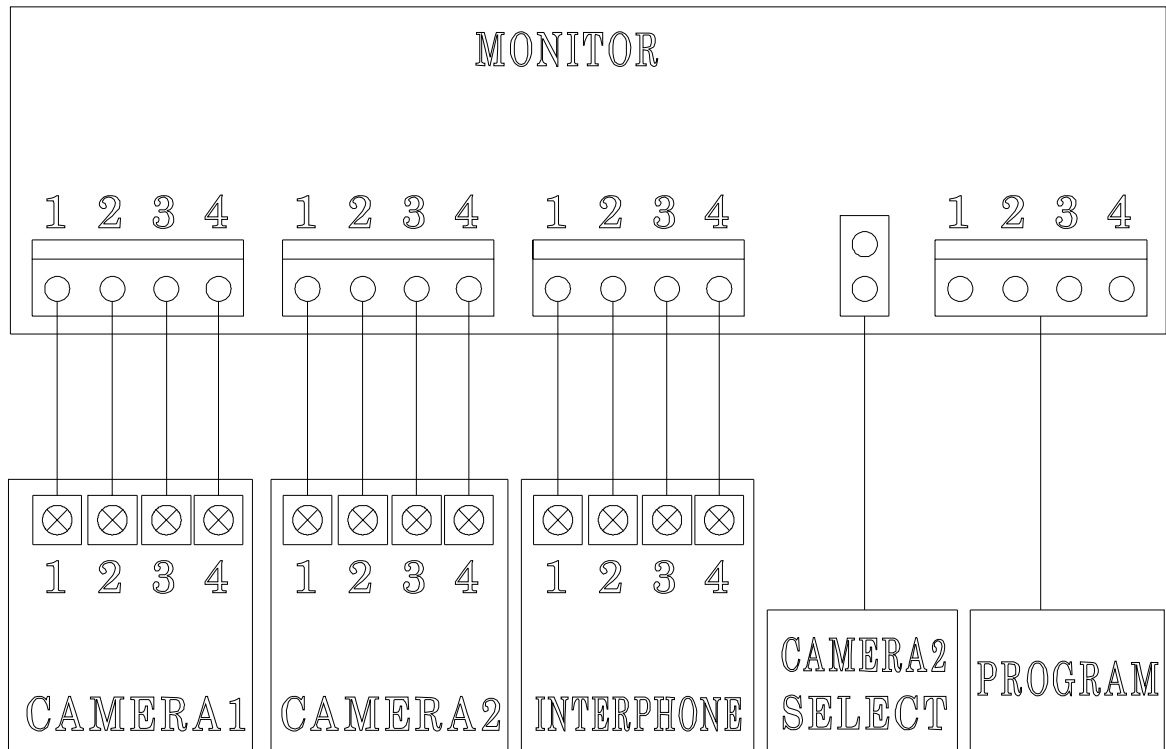 MONITOR
1 2 3 4
1 2 3 4
1 2 3 4
1 2 3 4
1 2 3 4
1 2 3 4
1 2 3 4
CAMERA1
CAMERA2
INTERPHONE
CAMERA2
SELECT
PROGRAM